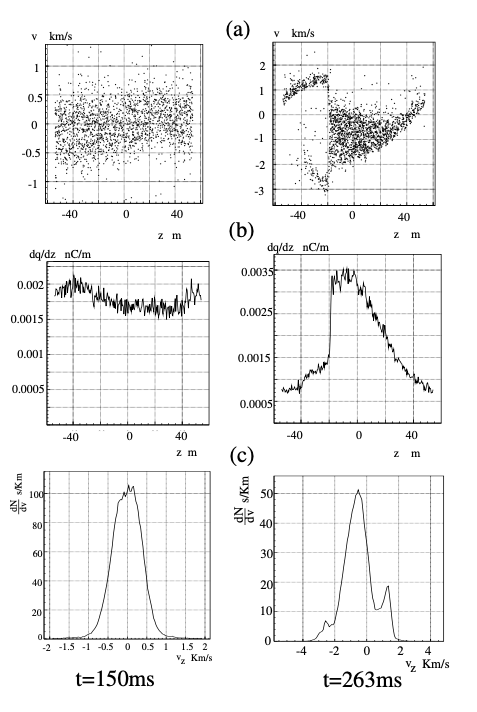 (a)
v km/s
1
0.5
0
-0.5
-1
-40 0 40
z m
v km/s
2
1
0
-1
-2
-3
-40 0 40
z m
(b)
dq/dz nC/m
0.002
0.0015
0.001
0.0005
-40 0 40
z m
dq/dz nC/m
0.0035
0.0025
0.0015
0.0005
-40 0 40
z m
(c)
dN/dv s/Km
100
80
60
40
20
0
-2 -1.5 -1 -0.5 0 0.5 1 1.5 2
vz Km/s
t=150ms
dN/dv s/Km
50
40
30
20
10
0
-4 -2 0 2 4
vz Km/s
t=263ms